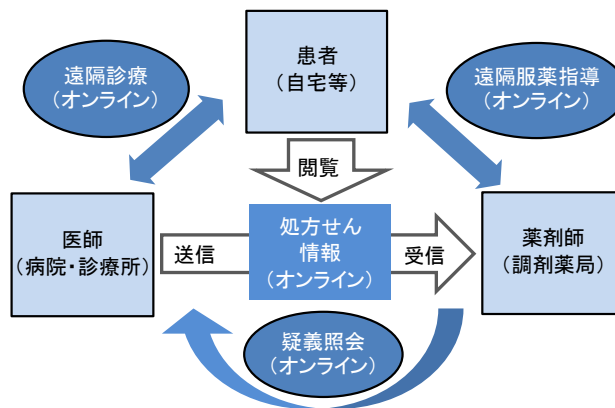 患者
（自宅等）
遠隔診療
（オンライン）
遠隔服薬指導
（オンライン）
閲覧
医師
（病院・診療所）
送信
処方せん
情報
（オンライン）
受信
薬剤師
（調剤薬局）
疑義照会
（オンライン）